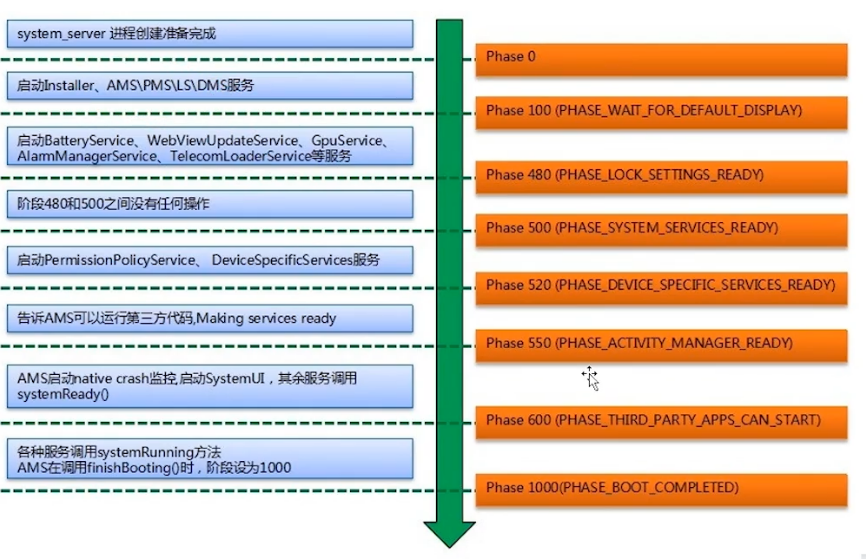 system_server 进程创建准备完成
Phase 0
启动Installer、AMS\PMS\LS\DMS服务
Phase 100 (PHASE_WAIT_FOR_DEFAULT_DISPLAY)
启动BatteryService、WebViewUpdateService、GpuService、
AlarmManagerService、TelecomLoaderService等服务
Phase 480 (PHASE_LOCK_SETTINGS_READY)
阶段480和500之间没有任何操作
Phase 500 (PHASE_SYSTEM_SERVICES_READY)
启动PermissionPolicyService、 DeviceSpecificServices服务
Phase 520 (PHASE_DEVICE_SPECIFIC_SERVICES_READY)
告诉AMS可以运行第三方代码,Making services ready
Phase 550 (PHASE_ACTIVITY_MANAGER_READY)
AMS启动native crash监控,启动SystemUI，其余服务调用
systemReady()
Phase 600 (PHASE_THIRD_PARTY_APPS_CAN_START)
各种服务调用systemRunning方法
AMS在调用finishBooting()时，阶段设为1000
Phase 1000(PHASE_BOOT_COMPLETED)